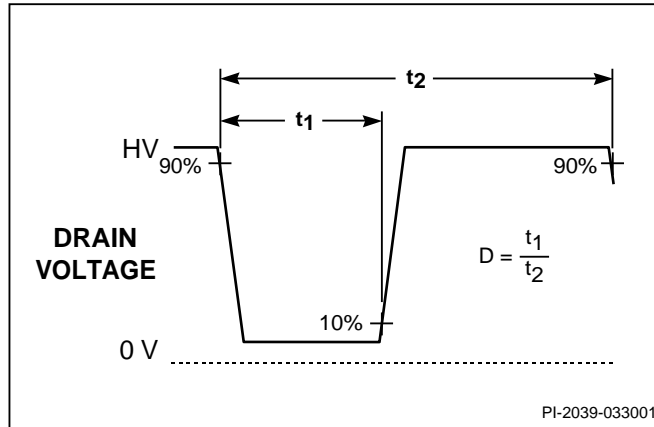 t2
t1
HV
90%
90%
DRAIN
VOLTAGE
D = t1
t2
10%
0 V
PI-2039-033001